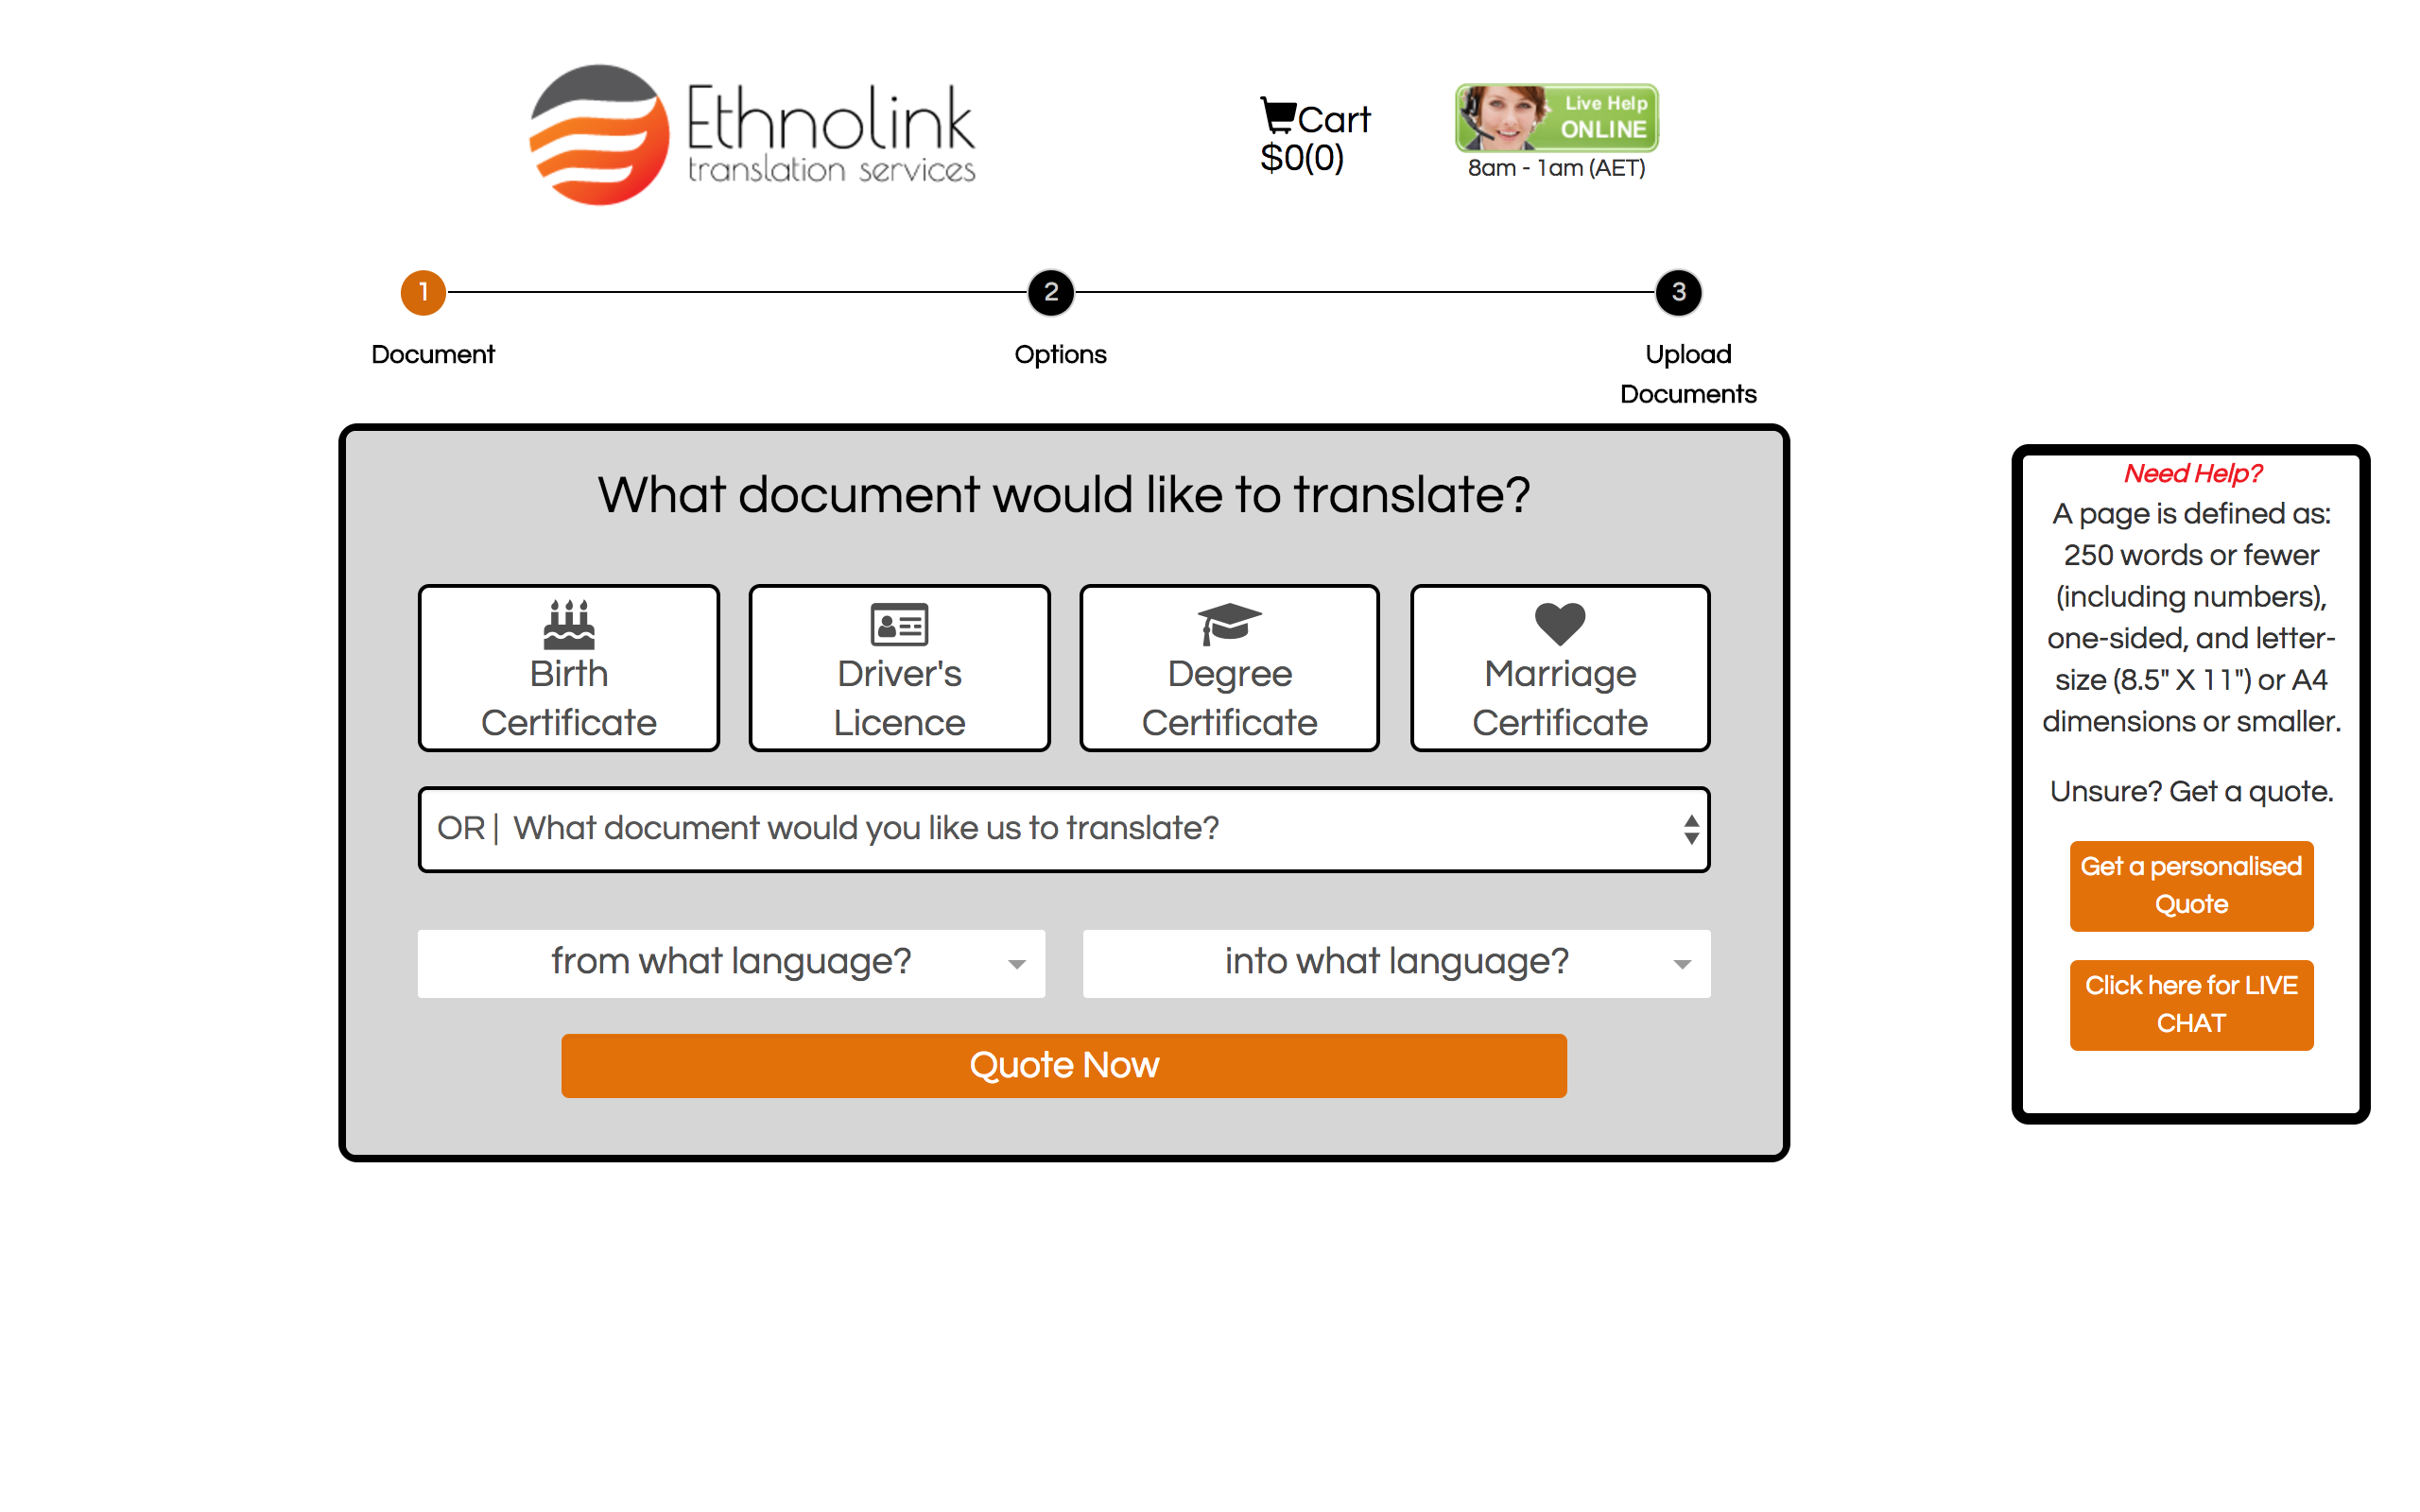 Ethnolink
translation services
Cart
$0(0)
Live Help
ONLINE
8am - 1am (AET)
1
2
3
Document
Options
Upload
Documents
What document would like to translate?
Birth
Certificate
Driver's
Licence
Degree
Certificate
Marriage
Certificate
OR | What document would you like us to translate?
from what language?
into what language?
Quote Now
Need Help?
A page is defined as:
250 words or fewer
(including numbers),
one-sided, and letter-
size (8.5" X 11") or A4
dimensions or smaller.
Unsure? Get a quote.
Get a personalised
Quote
Click here for LIVE
CHAT